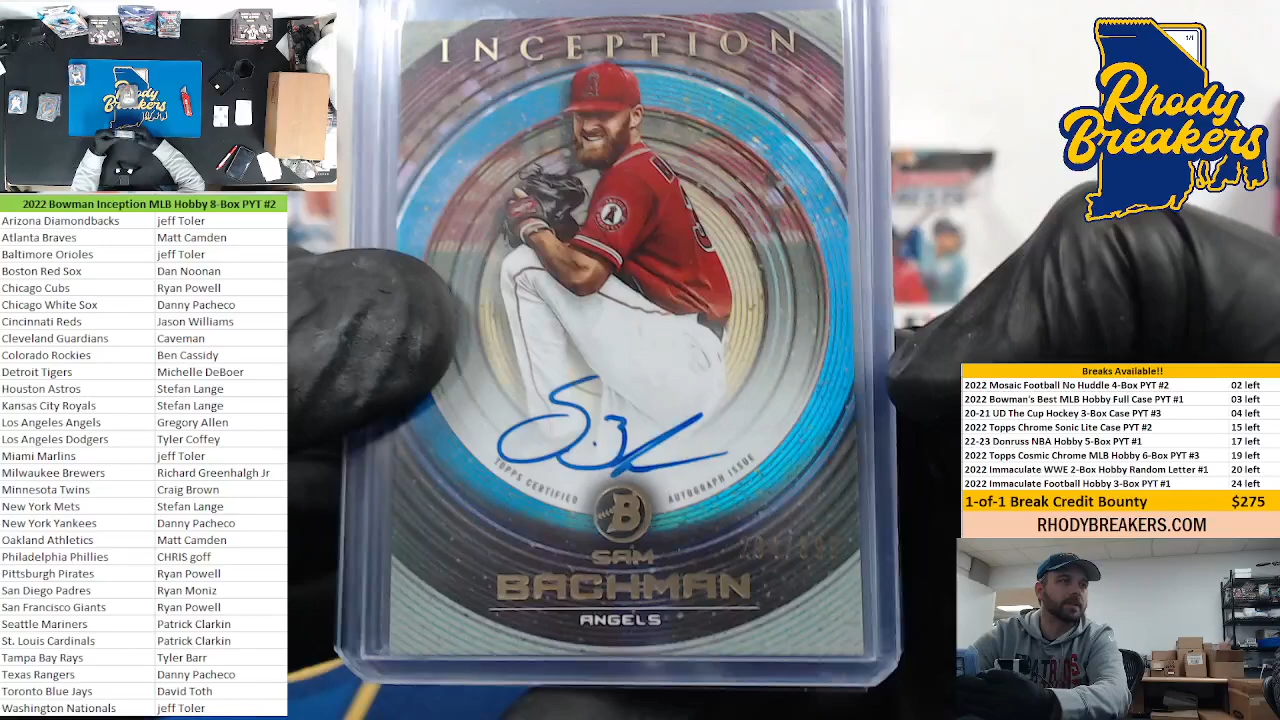 2022 Bowman Inception MLB Hobby 8-Box PYT #2
Arizona Diamondbacks jeff Toler
Atlanta Braves Matt Camden
Baltimore Orioles jeff Toler
Boston Red Sox Dan Noonan
Chicago Cubs Ryan Powell
Chicago White Sox Danny Pacheco
Cincinnati Reds Jason Williams
Cleveland Guardians Caveman
Colorado Rockies Ben Cassidy
Detroit Tigers Michelle DeBoer
Houston Astros Stefan Lange
Kansas City Royals Stefan Lange
Los Angeles Angels Gregory Allen
Los Angeles Dodgers Tyler Coffey
Miami Marlins jeff Toler
Milwaukee Brewers Richard Greenhalgh Jr
Minnesota Twins Craig Brown
New York Mets Stefan Lange
New York Yankees Danny Pacheco
Oakland Athletics Matt Camden
Philadelphia Phillies CHRIS goff
Pittsburgh Pirates Ryan Powell
San Diego Padres Ryan Moniz
San Francisco Giants Ryan Powell
Seattle Mariners Patrick Clarkin
St. Louis Cardinals Patrick Clarkin
Tampa Bay Rays Tyler Barr
Texas Rangers Danny Pacheco
Toronto Blue Jays David Toth
Washington Nationals jeff Toler
Rhody
Breakers
INCEPTION
TOPPS CERTIFIED AUTOGRAPH ISSUE
B
SAM
BACHMAN
ANGELS
1/1
Rhody
Breakers
Breaks Available!!
2022 Mosaic Football No Huddle 4-Box PYT #2 02 left
2022 Bowman's Best MLB Hobby Full Case PYT #1 03 left
20-21 UD The Cup Hockey 3-Box Case PYT #3 04 left
2022 Topps Chrome Sonic Lite Case PYT #2 15 left
22-23 Donruss NBA Hobby 5-Box PYT #1 17 left
2022 Topps Cosmic Chrome MLB Hobby 6-Box PYT #3 19 left
2022 Immaculate WWE 2-Box Hobby Random Letter #1 20 left
2022 Immaculate Football Hobby 3-Box PYT #1 24 left
1-of-1 Break Credit Bounty $275
RHODYBREAKERS.COM